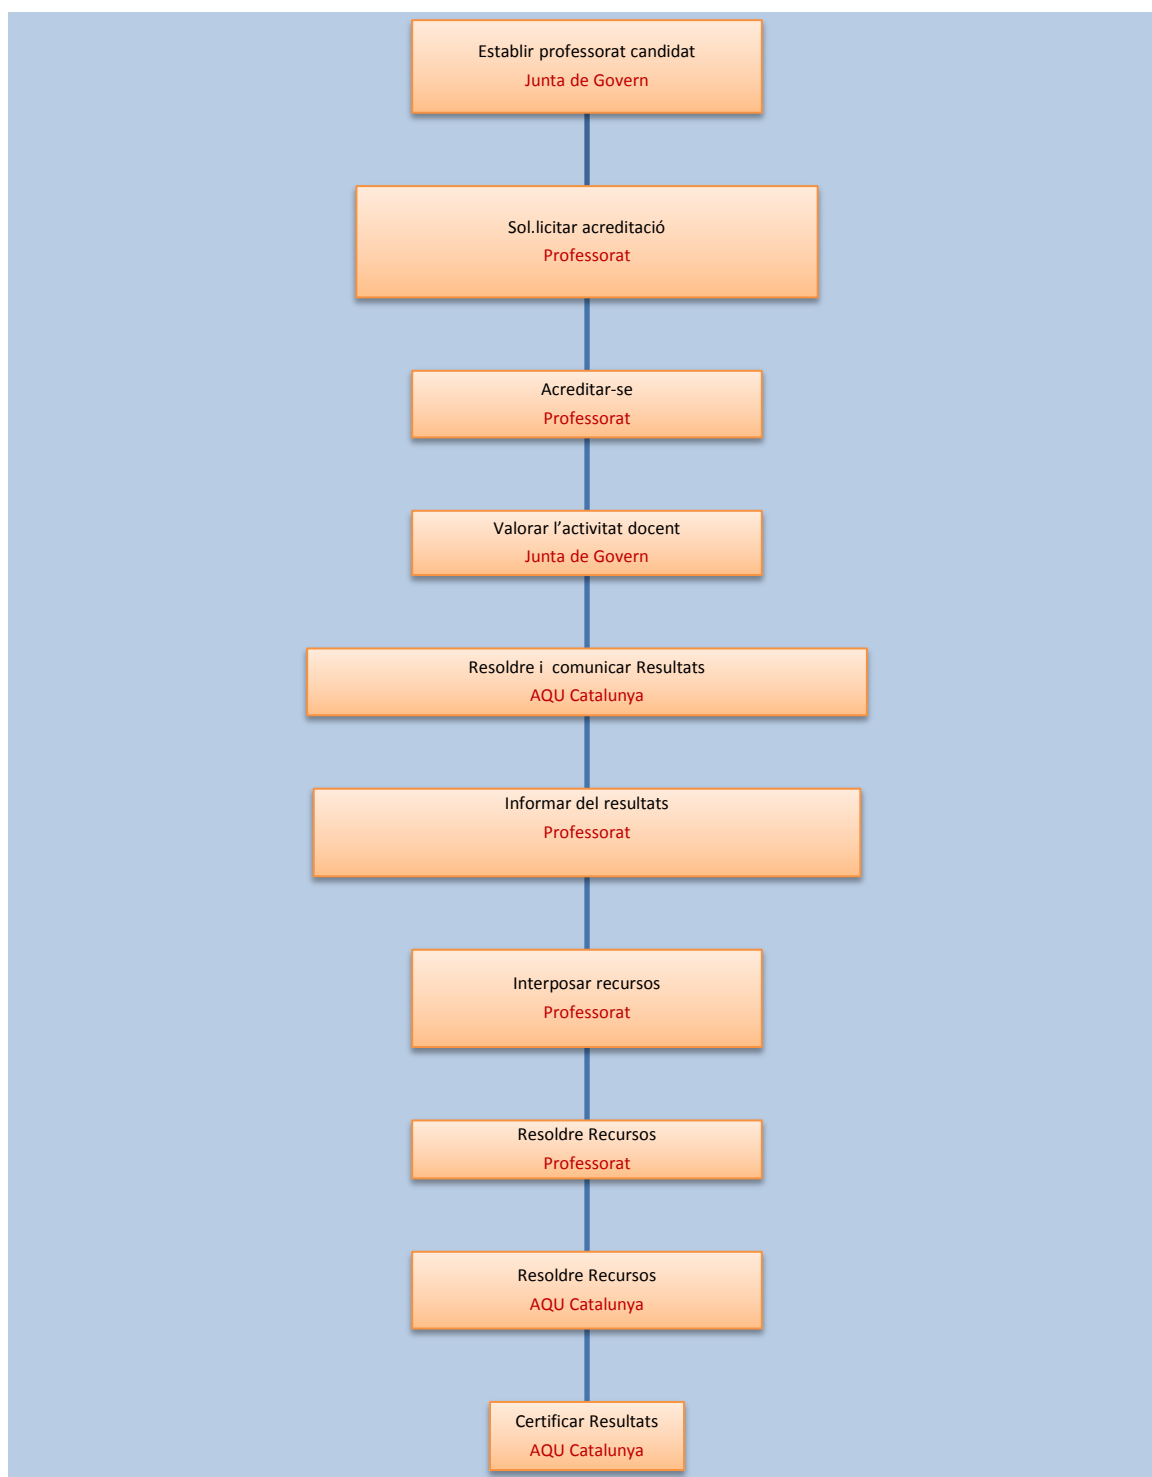 Establir professorat candidat
Junta de Govern
Sol.licitar acreditació
Professorat
Acreditar-se
Professorat
Valorar l’activitat docent
Junta de Govern
Resoldre i  comunicar Resultats
AQU Catalunya
Informar del resultats
Professorat
Interposar recursos
Professorat
Resoldre Recursos
Professorat
Resoldre Recursos
AQU Catalunya
Certificar Resultats
AQU Catalunya